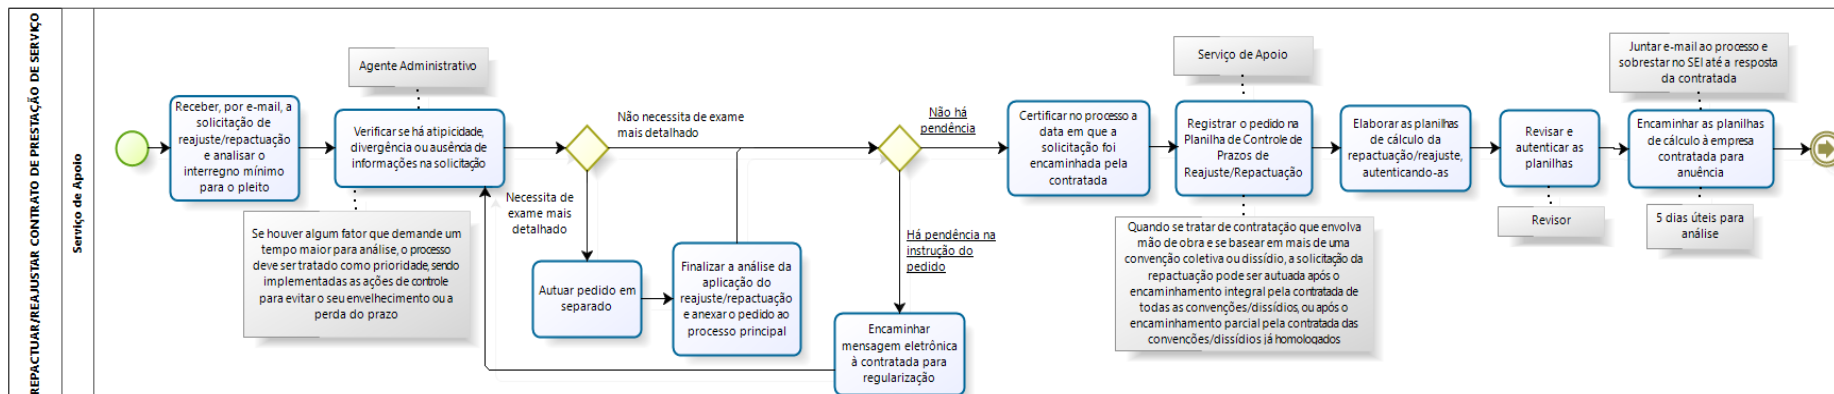 REPACTUAR/REAJUSTAR CONTRATO DE PRESTAÇÃO DE SERVIÇO
Serviço de Apoio
Receber, por e-mail, a
solicitação de
reajuste/repactuação
e analisar o
interregno mínimo
para o pleito
Agente Administrativo
Verificar se há atipicidade,
divergência ou ausência de
informações na solicitação
Se houver algum fator que demande um
tempo maior para análise, o processo
deve ser tratado como prioridade, sendo
implementadas as ações de controle
para evitar o seu envelhecimento ou a
perda do prazo
Não necessita de exame
mais detalhado
Necessita de
exame mais
detalhado
Autuar pedido em
separado
Finalizar a análise da
aplicação do
reajuste/repactuação
e anexar o pedido ao
processo principal
Não há
pendência
Há pendência na
instrução do
pedido
Encaminhar
mensagem eletrônica
à contratada para
regularização
Certificar no processo a
data em que a
solicitação foi
encaminhada pela
contratada
Serviço de Apoio
Registrar o pedido na
Planilha de Controle de
Prazos de
Reajuste/Repactuação
Quando se tratar de contratação que envolva
mão de obra e se basear em mais de uma
convenção coletiva ou dissídio, a solicitação da
repactuação pode ser autuada após o
encaminhamento integral pela contratada de
todas as convenções/dissídios, ou após o
encaminhamento parcial pela contratada das
convenções/dissídios já homologados
Elaborar as planilhas
de cálculo da
repactuação/reajuste,
autenticando-as
Revisar e
autenticar as
planilhas
Revisor
Juntar e-mail ao processo e
sobrestar no SEI até a resposta
da contratada
Encaminhar as planilhas
de cálculo à empresa
contratada para
anuência
5 dias úteis para
análise